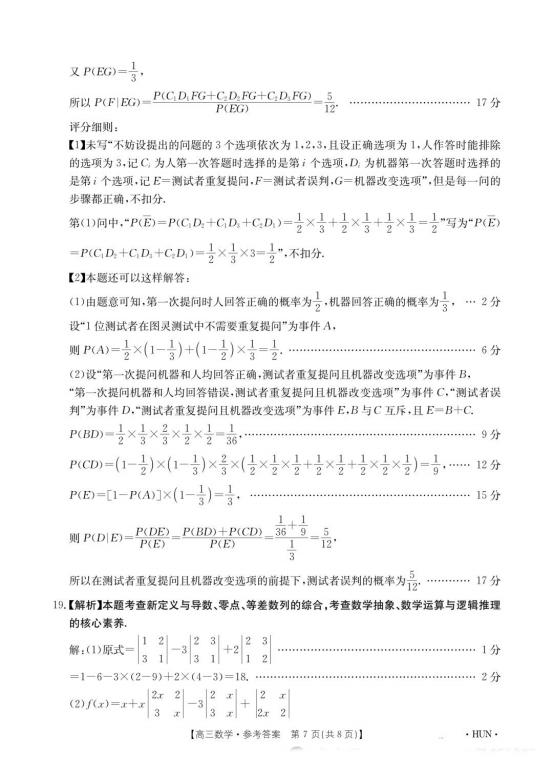 又 P(EG)=1/3,
所以 P(F|EG)=P(C₁D₁FG+C₂D₂FG+C₂D₃FG)/P(EG)=5/12. …… 17 分
评分细则:
【1】未写“不妨设提出的问题的 3 个选项依次为 1,2,3,且设正确选项为 1,人作答时能排除
的选项为 3,记 Cᵢ 为人第一次答题时选择的是第 i 个选项,Dᵢ 为机器第一次答题时选择的
是第 i 个选项,记 E=测试者重复提问,F=测试者误判,G=机器改变选项”,但是每一问的
步骤都正确,不扣分.
第(1)问中,“P(E̅)=P(C₁D₂+C₁D₃+C₂D₁)=1/2×1/3+1/2×1/3+1/2×1/3=1/2”写为“P(E̅)
=P(C₁D₂+C₁D₃+C₂D₁)=1/2×1/3×3=1/2”,不扣分.
【2】本题还可以这样解答:
(1)由题意可知,第一次提问时人回答正确的概率为1/2,机器回答正确的概率为1/3, … 2 分
设“1 位测试者在图灵测试中不需要重复提问”为事件 A,
则 P(A)=1/2×(1-1/3)+(1-1/2)×1/3=1/2. …… 6 分
(2)设“第一次提问机器和人均回答正确,测试者重复提问且机器改变选项”为事件 B,
“第一次提问机器和人均回答错误,测试者重复提问且机器改变选项”为事件 C,“测试者误
判”为事件 D,“测试者重复提问且机器改变选项”为事件 E,B 与 C 互斥,且 E=B+C.
P(BD)=1/2×1/3×2/3×1/2×1/2=1/36, …… 9 分
P(CD)=(1-1/2)×(1-1/3)×2/3×(1/2×1/2×1/2+1/2×1/2+1/2×1/2×1/2)=1/9, …… 12 分
P(E)=[1-P(A)]×(1-1/3)=1/3, …… 15 分
则 P(D|E)=P(DE)/P(E)=(P(BD)+P(CD))/P(E)=(1/36+1/9)/(1/3)=5/12,
所以在测试者重复提问且机器改变选项的前提下,测试者误判的概率为5/12. …… 17 分
19.【解析】本题考查新定义与导数、零点、等差数列的综合,考查数学抽象、数学运算与逻辑推理
的核心素养.
解:(1)原式=|1 2; 3 1|-3|2 3; 3 1|+2|2 3; 1 2| …… 1 分
=1-6-3×(2-9)+2×(4-3)=18. …… 2 分
(2)f(x)=x+x|2x 2; 3 x|-3|2 x; 3 x|+|2 x; 2x 2|
【高三数学·参考答案 第 7 页(共 8 页)】 ·HUN·